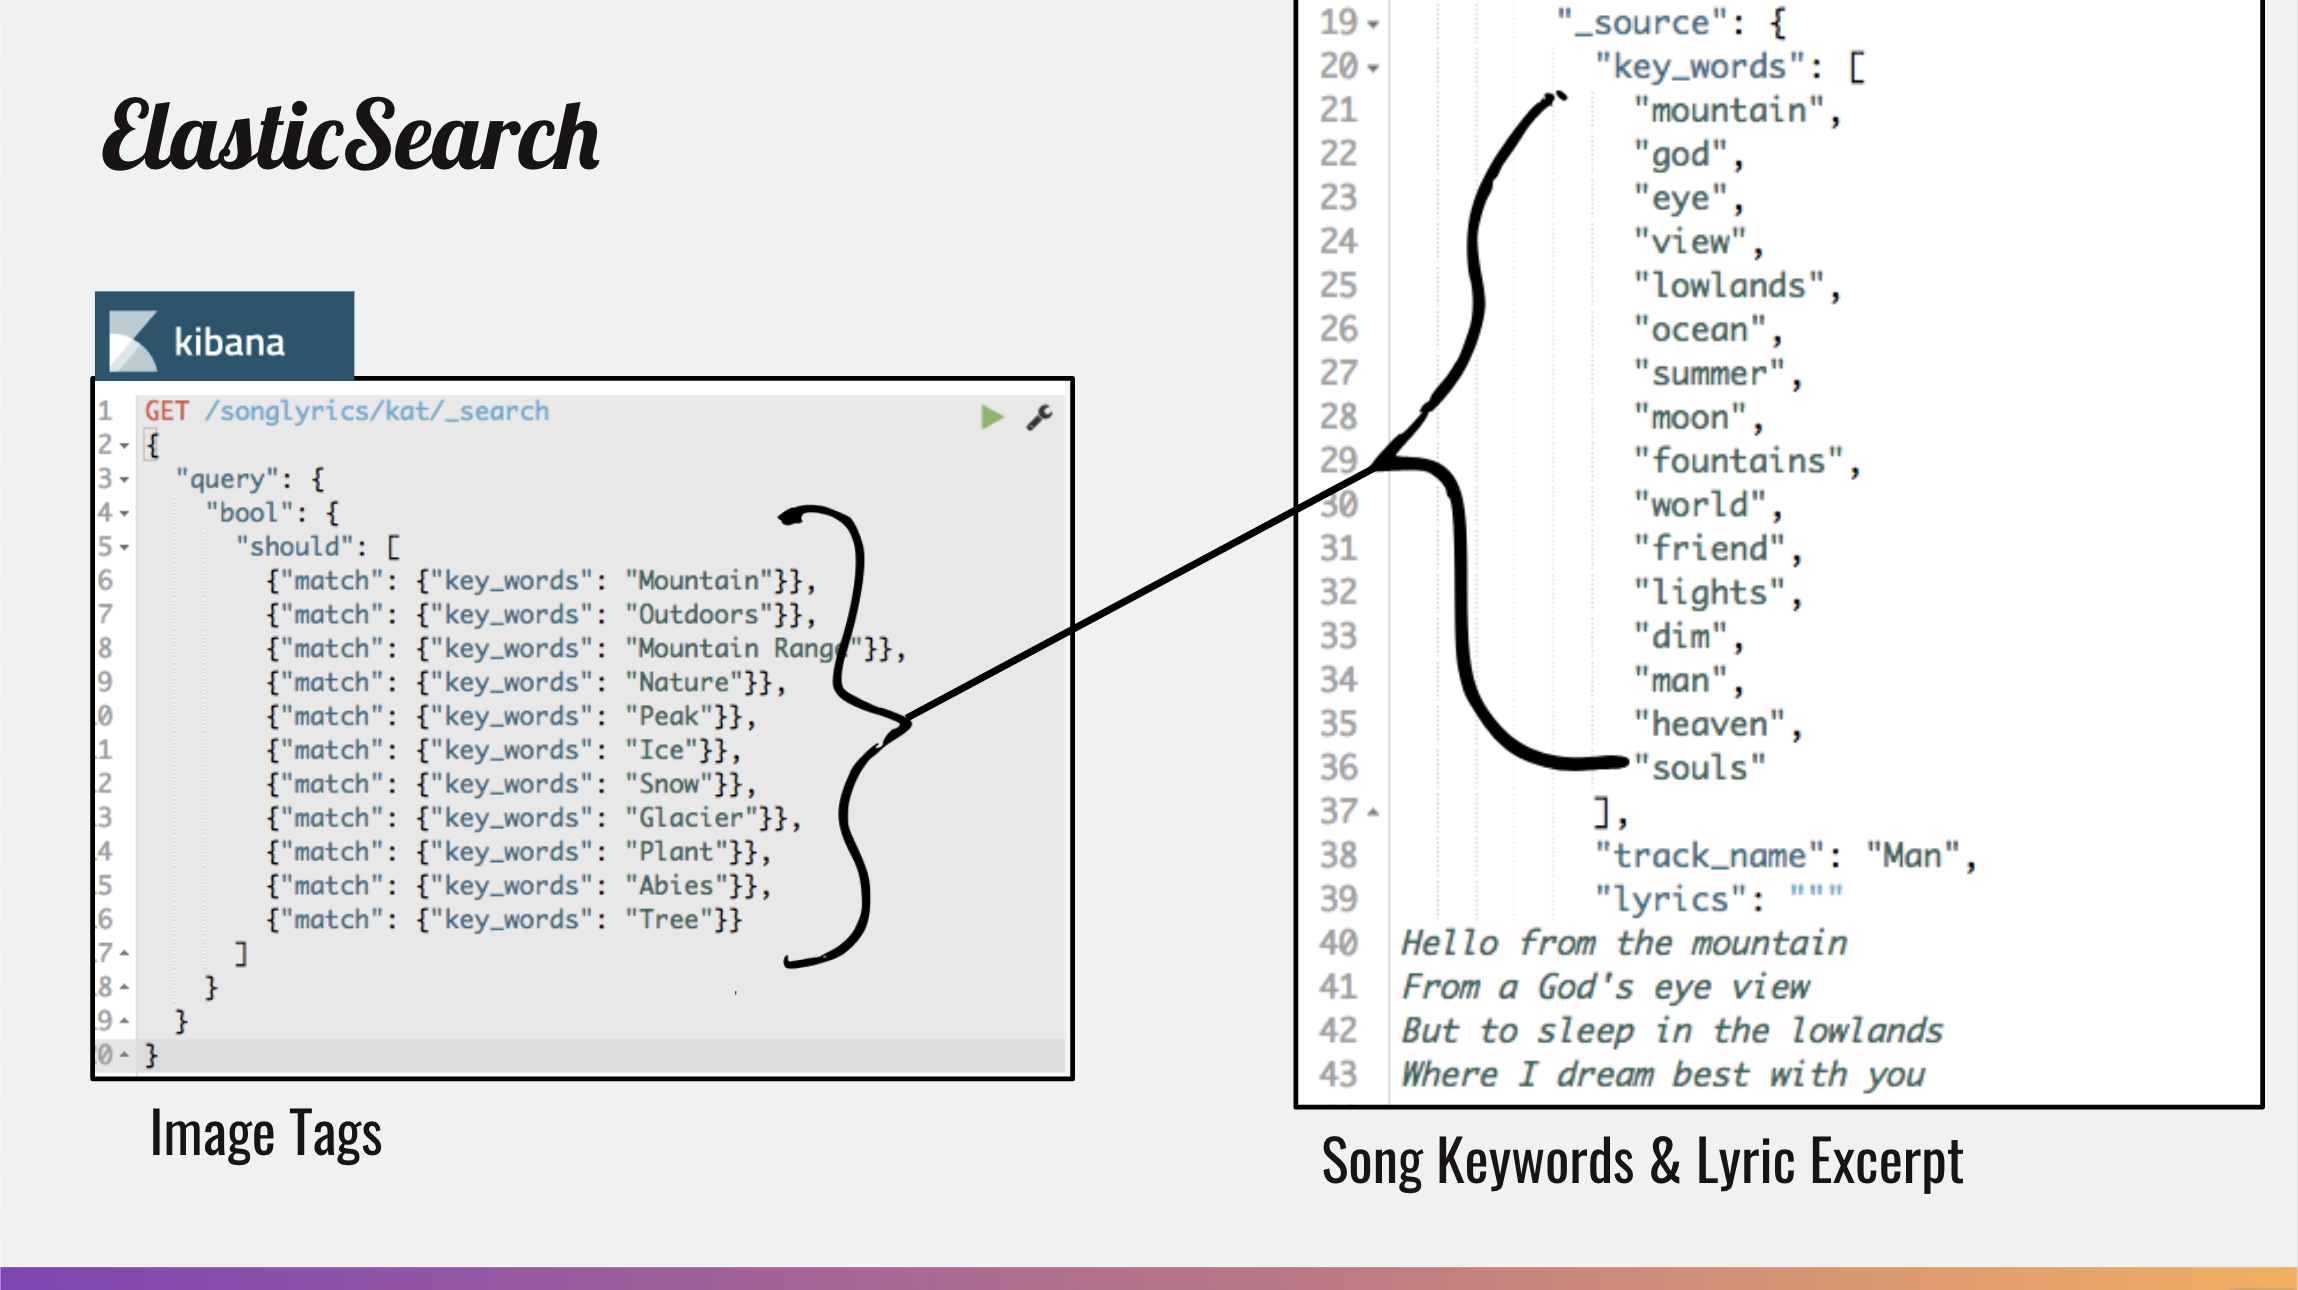 ElasticSearch
kibana
1 GET /songlyrics/kat/_search
2 {
3 "query": {
4 "bool": {
5 "should": [
6 {"match": {"key_words": "Mountain"}},
7 {"match": {"key_words": "Outdoors"}},
8 {"match": {"key_words": "Mountain Range"}},
9 {"match": {"key_words": "Nature"}},
0 {"match": {"key_words": "Peak"}},
1 {"match": {"key_words": "Ice"}},
2 {"match": {"key_words": "Snow"}},
3 {"match": {"key_words": "Glacier"}},
4 {"match": {"key_words": "Plant"}},
5 {"match": {"key_words": "Abies"}},
6 {"match": {"key_words": "Tree"}}
7 ]
8 }
9 }
0 }
Image Tags
19 "_source": {
20 "key_words": [
21 "mountain",
22 "god",
23 "eye",
24 "view",
25 "lowlands",
26 "ocean",
27 "summer",
28 "moon",
29 "fountains",
30 "world",
31 "friend",
32 "lights",
33 "dim",
34 "man",
35 "heaven",
36 "souls"
37 ],
38 "track_name": "Man",
39 "lyrics": """
40 Hello from the mountain
41 From a God's eye view
42 But to sleep in the lowlands
43 Where I dream best with you
Song Keywords & Lyric Excerpt